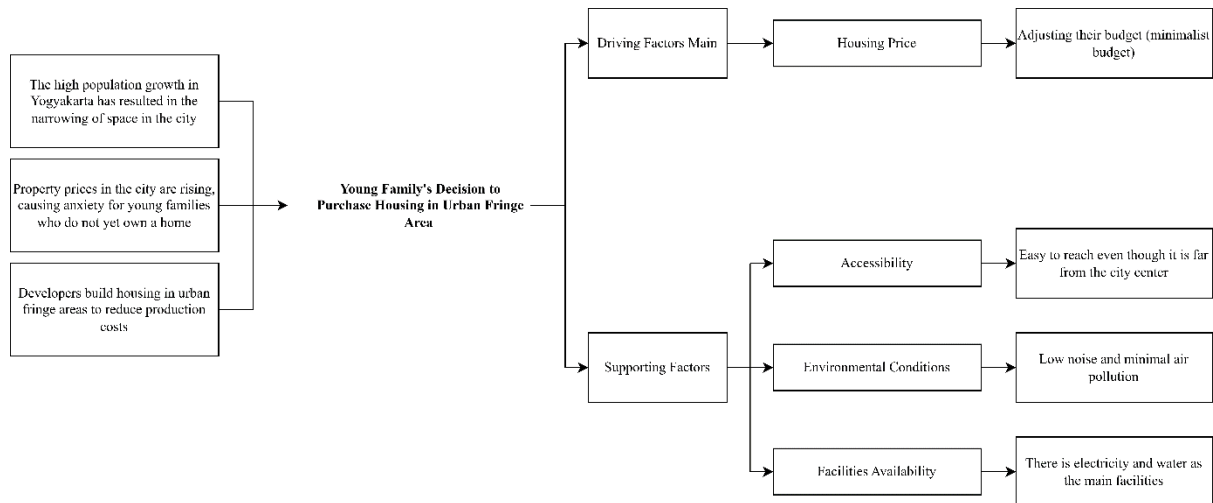 The high population growth in
Yogyakarta has resulted in the
narrowing of space in the city
Property prices in the city are rising,
causing anxiety for young families
who do not yet own a home
Developers build housing in urban
fringe areas to reduce production
costs
Young Family's Decision to
Purchase Housing in Urban Fringe
Area
Driving Factors Main
Housing Price
Adjusting their budget (minimalist
budget)
Supporting Factors
Accessibility
Easy to reach even though it is far
from the city center
Environmental Conditions
Low noise and minimal air
pollution
Facilities Availability
There is electricity and water as
the main facilities